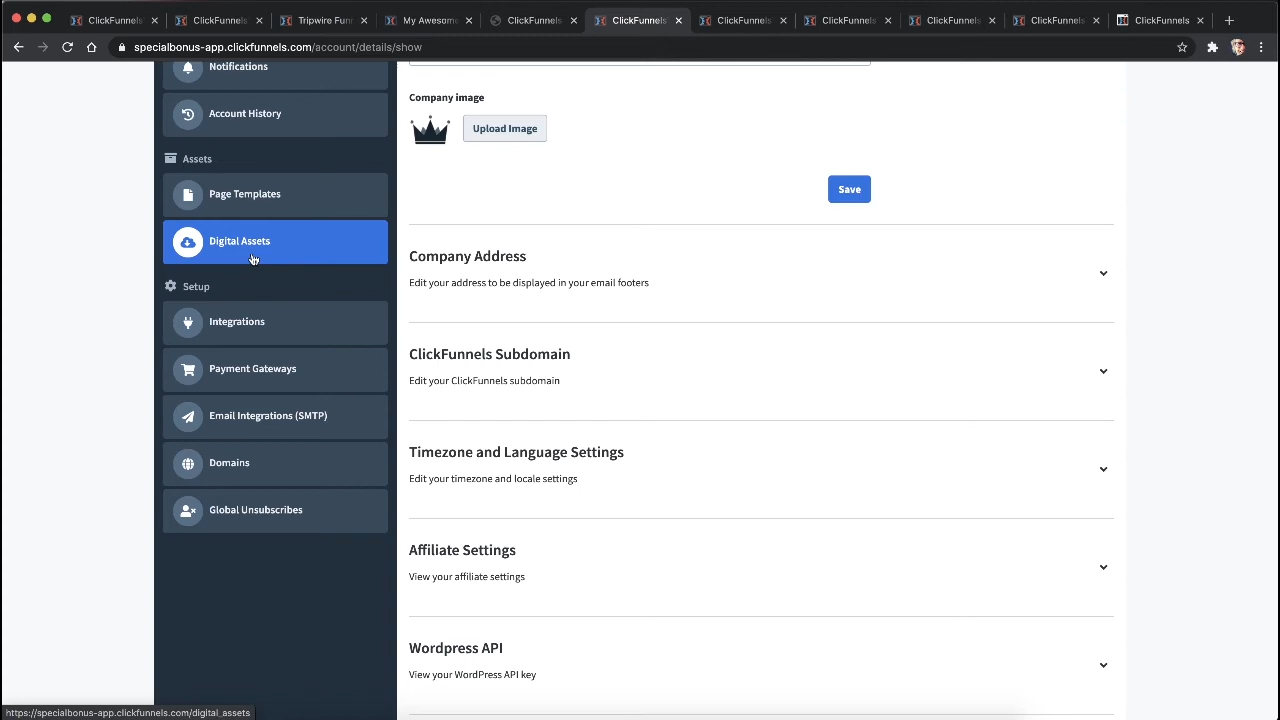 ClickFunnels
ClickFunnels
Tripwire Fun
My Awesome
ClickFunnels
ClickFunnels
ClickFunnels
ClickFunnels
ClickFunnels
ClickFunnels
ClickFunnels
specialbonus-app.clickfunnels.com/account/details/show
Notifications
Account History
Assets
Page Templates
Digital Assets
Setup
Integrations
Payment Gateways
Email Integrations (SMTP)
Domains
Global Unsubscribes
Company image
Upload Image
Save
Company Address
Edit your address to be displayed in your email footers
ClickFunnels Subdomain
Edit your ClickFunnels subdomain
Timezone and Language Settings
Edit your timezone and locale settings
Affiliate Settings
View your affiliate settings
Wordpress API
View your WordPress API key
https://specialbonus-app.clickfunnels.com/digital_assets